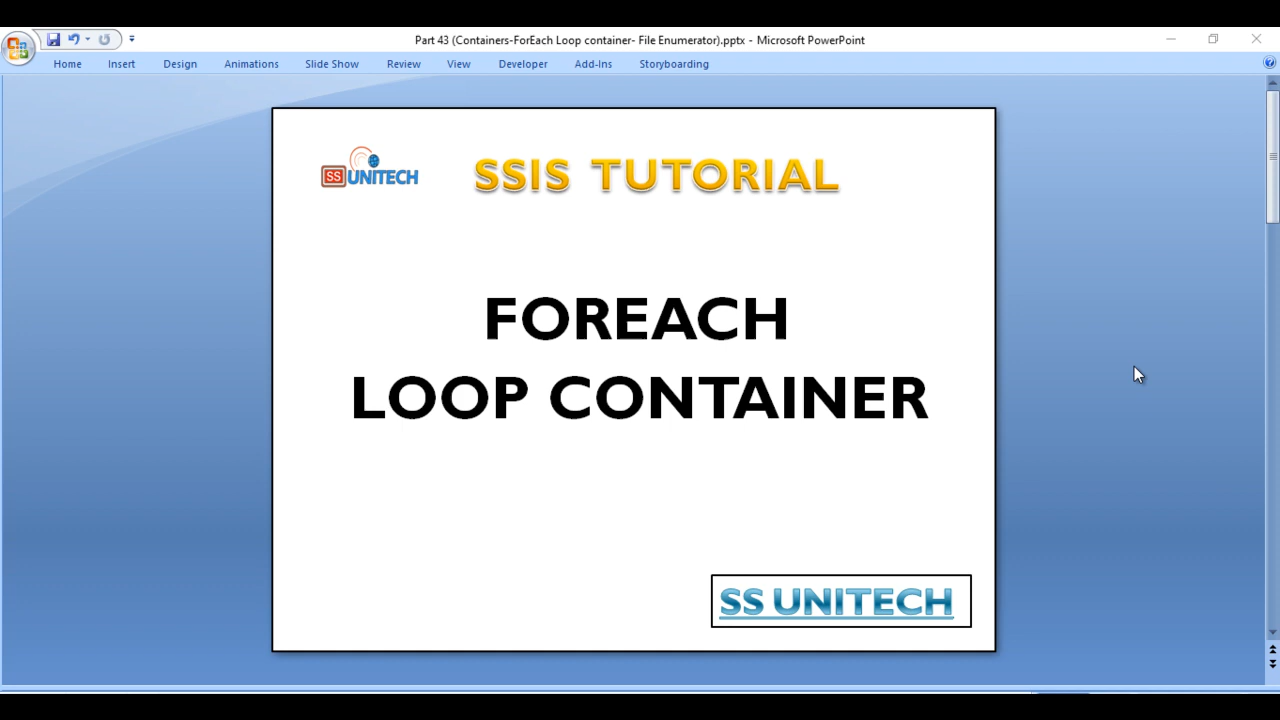 Part 43 (Containers-ForEach Loop container- File Enumerator).pptx - Microsoft PowerPoint
Home Insert Design Animations Slide Show Review View Developer Add-Ins Storyboarding
SS UNITECH
SSIS TUTORIAL
FOREACH
LOOP CONTAINER
SS UNITECH